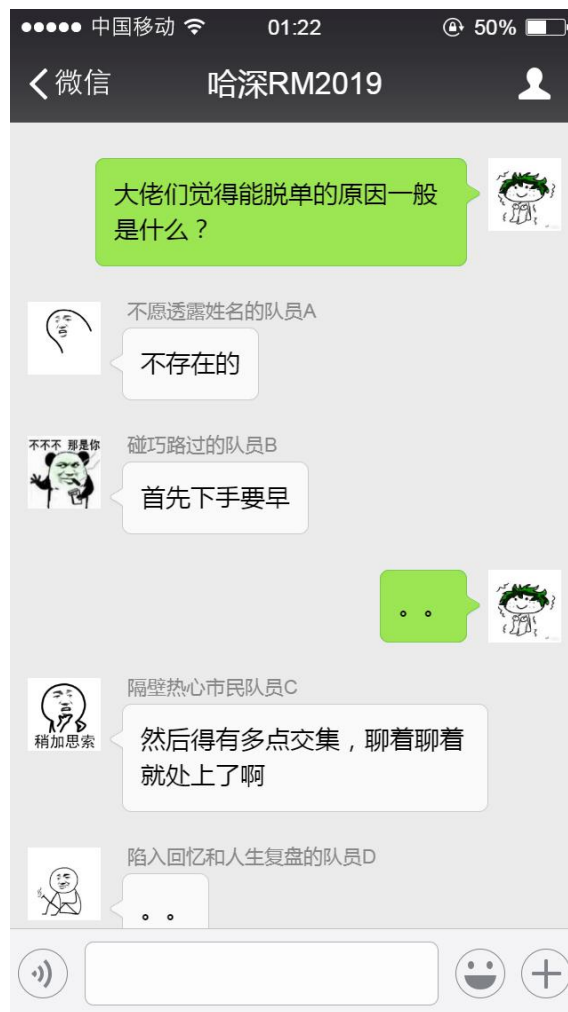 中国移动
01:22
50%
微信
哈深RM2019
大佬们觉得能脱单的原因一般
是什么？
不愿透露姓名的队员A
不存在的
不不不 那是你
碰巧路过的队员B
首先下手要早
。。
隔壁热心市民队员C
稍加思索
然后得有多点交集，聊着聊着
就处上了啊
陷入回忆和人生复盘的队员D
。。